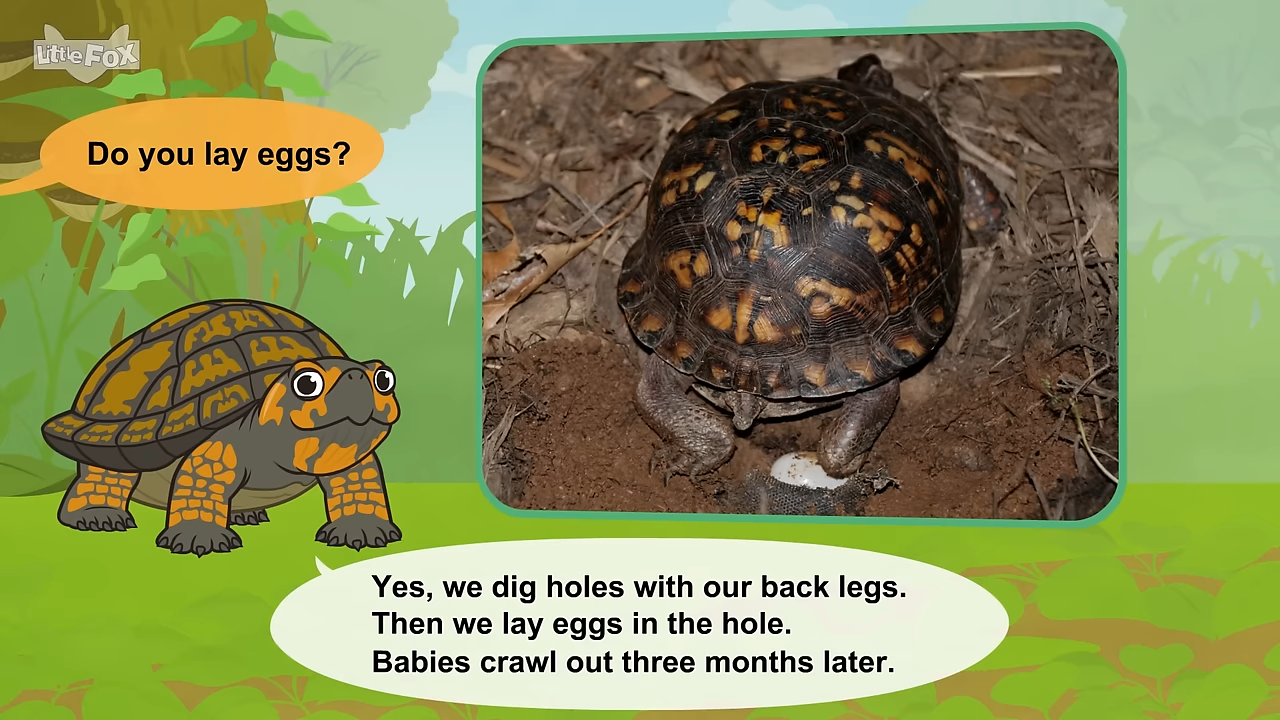 Little Fox
Do you lay eggs?
Yes, we dig holes with our back legs.
Then we lay eggs in the hole.
Babies crawl out three months later.